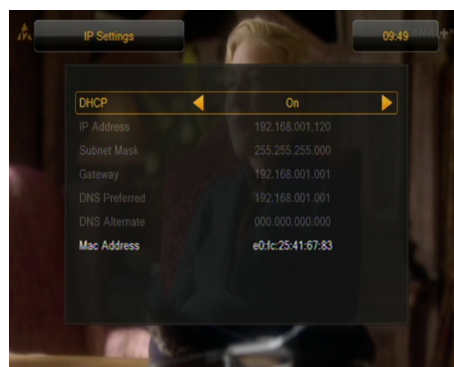 IP Settings
09:49
DHCP On
IP Address 192.168.001.120
Subnet Mask 255.255.255.000
Gateway 192.168.001.001
DNS Preferred 192.168.001.001
DNS Alternate 000.000.000.000
Mac Address e0:fc:25:41:67:83